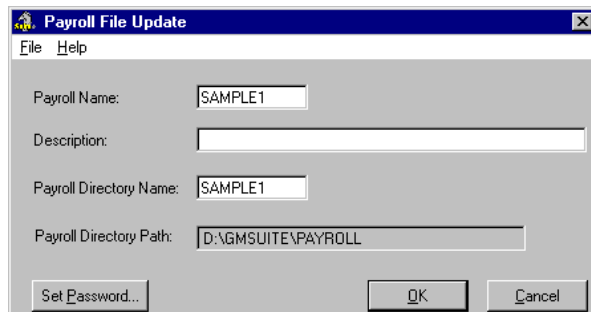 Payroll File Update
File Help
Payroll Name: SAMPLE1
Description:
Payroll Directory Name: SAMPLE1
Payroll Directory Path: D:\GMSUITE\PAYROLL
Set Password... OK Cancel